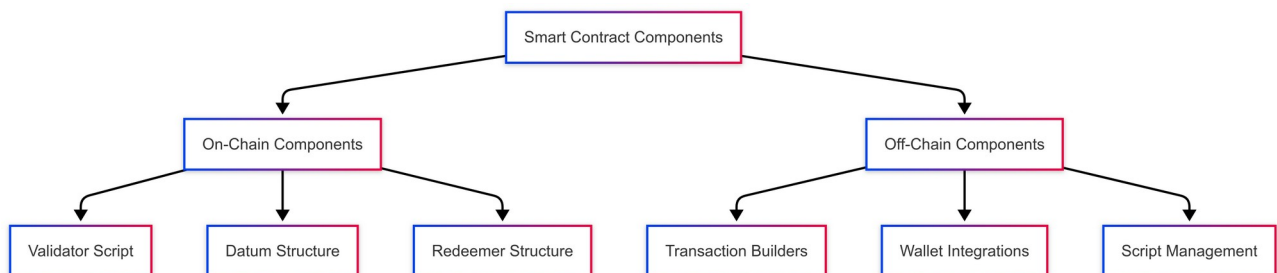 Smart Contract Components
On-Chain Components
Off-Chain Components
Validator Script
Datum Structure
Redeemer Structure
Transaction Builders
Wallet Integrations
Script Management